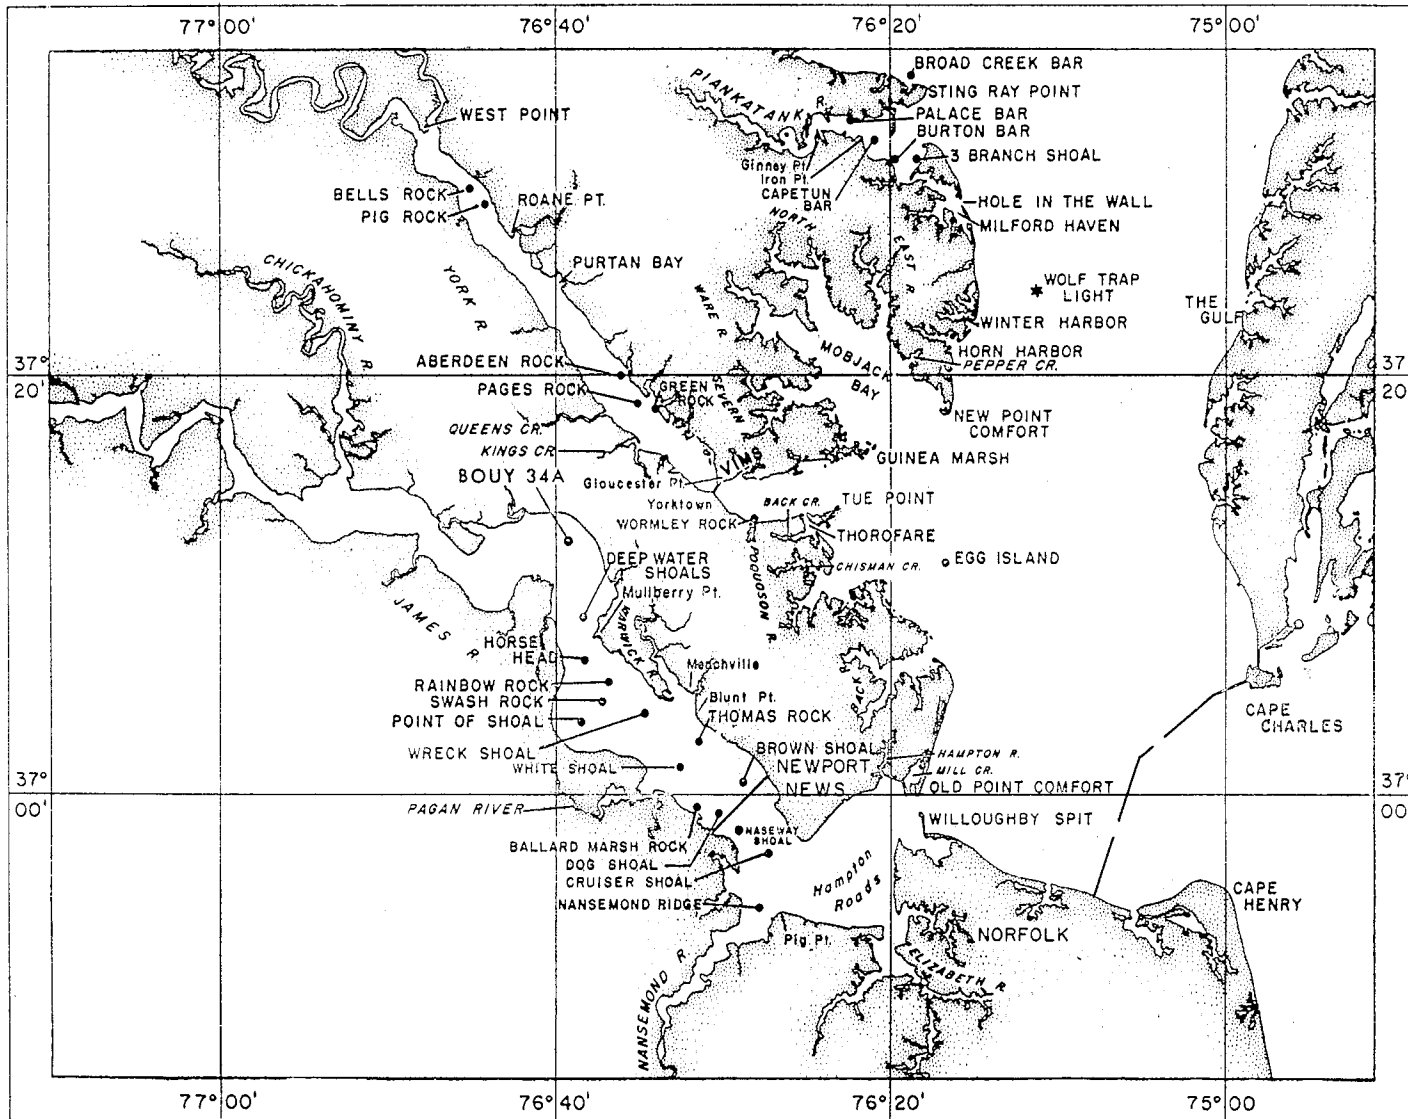 77°00'
76°40'
76°20'
75°00'
BROAD CREEK BAR
STING RAY POINT
PIANKATANK R.
PALACE BAR
BURTON BAR
WEST POINT
3 BRANCH SHOAL
Ginney Pt.
Iron Pt.
CAPETUN
BAR
BELLS ROCK
ROANE PT.
PIG ROCK
HOLE IN THE WALL
MILFORD HAVEN
NORTH
EAST R.
CHICKAHOMINY R.
YORK R.
PURTAN BAY
WARE R.
WOLF TRAP
LIGHT
THE
GULF
WINTER HARBOR
MOBJACK
BAY
HORN HARBOR
PEPPER CR.
37°
20'
37
20'
ABERDEEN ROCK
PAGES ROCK
GREEN
ROCK
SEVERN
NEW POINT
COMFORT
QUEENS CR.
KINGS CR
VIMS
GUINEA MARSH
BOUY 34A
Gloucester Pt.
Yorktown
BACK CR.
TUE POINT
WORMLEY ROCK
THOROFARE
DEEP WATER
SHOALS
POQUOSON R.
CHISMAN CR.
EGG ISLAND
Mullberry Pt.
JAMES R.
WARWICK R.
HORSE
HEAD
Menchville
RAINBOW ROCK
SWASH ROCK
BACK R.
Blunt Pt.
POINT OF SHOAL
THOMAS ROCK
CAPE
CHARLES
WRECK SHOAL
BROWN SHOAL
HAMPTON R.
WHITE SHOAL
NEWPORT
NEWS
MILL CR.
OLD POINT COMFORT
37°
00'
37°
00'
PAGAN RIVER
WILLOUGHBY SPIT
NASEWAY
SHOAL
BALLARD MARSH ROCK
DOG SHOAL
CRUISER SHOAL
Hampton
Roads
NANSEMOND RIDGE
CAPE
HENRY
Pig Pt.
NORFOLK
NANSEMOND R.
ELIZABETH R.
77°00'
76°40'
76°20'
75°00'